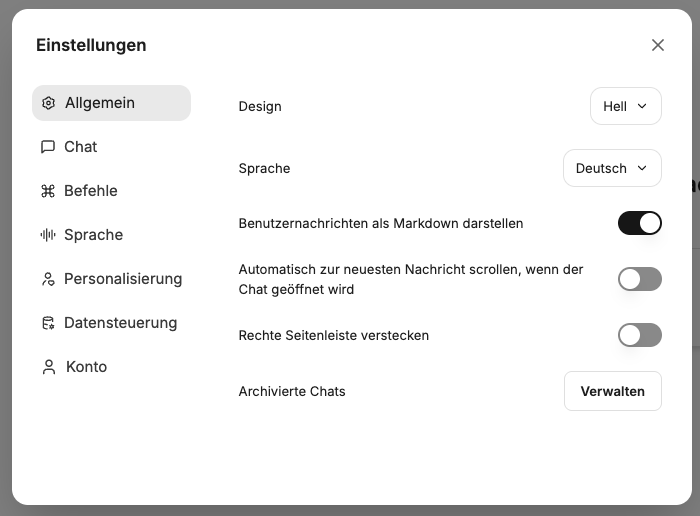 Einstellungen
Allgemein
Chat
Befehle
Sprache
Personalisierung
Datensteuerung
Konto
Design
Hell
Sprache
Deutsch
Benutzernachrichten als Markdown darstellen
Automatisch zur neuesten Nachricht scrollen, wenn der
Chat geöffnet wird
Rechte Seitenleiste verstecken
Archivierte Chats
Verwalten